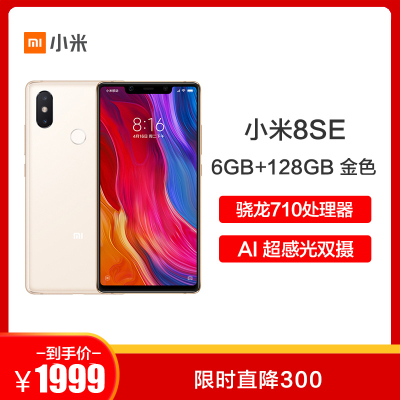 mi 小米
8:16
小米8SE
6GB+128GB 金色
骁龙710处理器
AI 超感光双摄
mi
到手价
¥1999
限时直降300